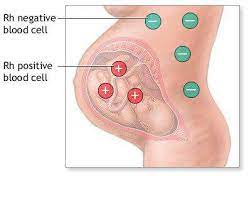 Rh negative
blood cell
Rh positive
blood cell